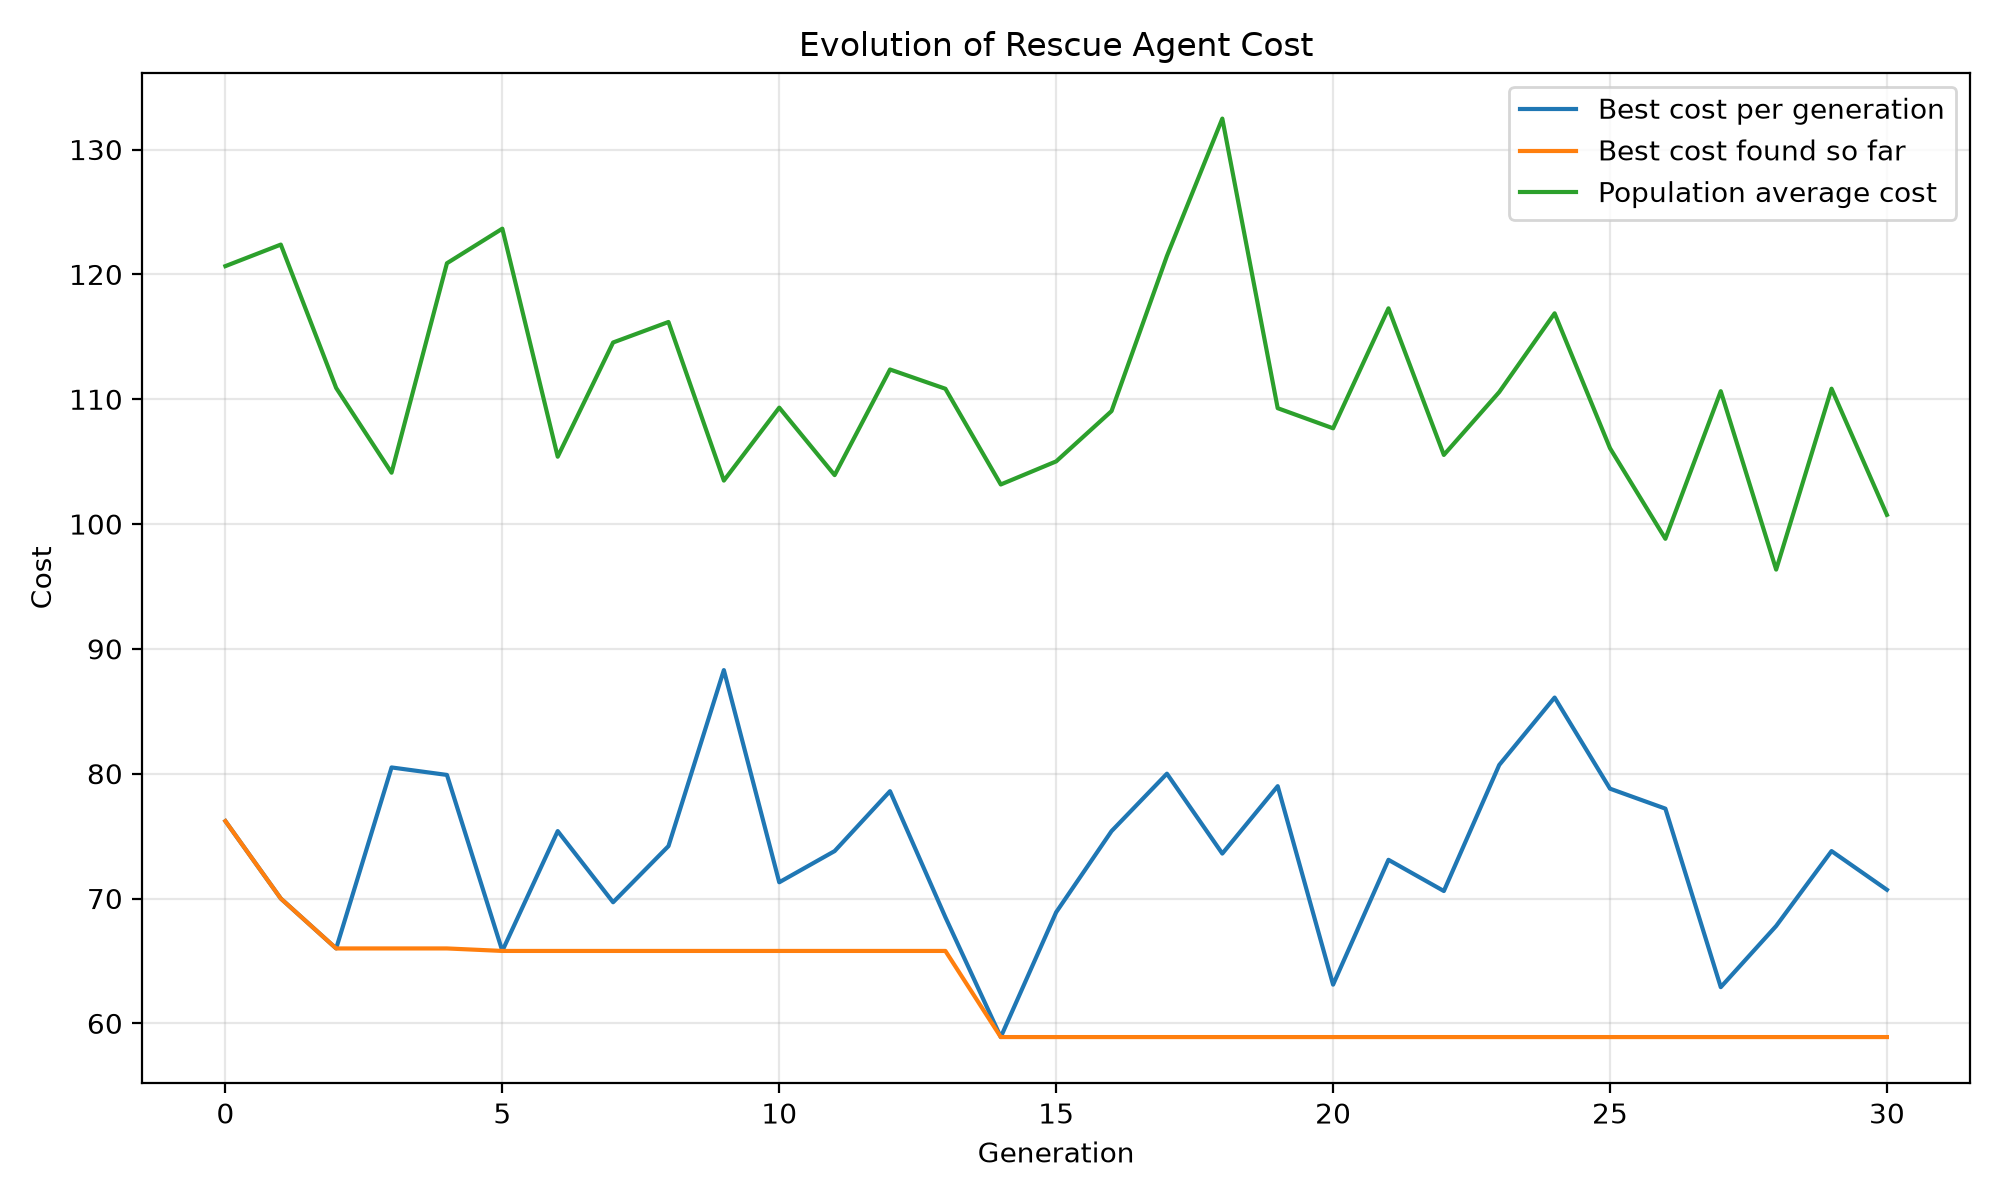 Evolution of Rescue Agent Cost
Best cost per generation
Best cost found so far
Population average cost
130
120
110
100
90
80
70
60
Cost
0 5 10 15 20 25 30
Generation